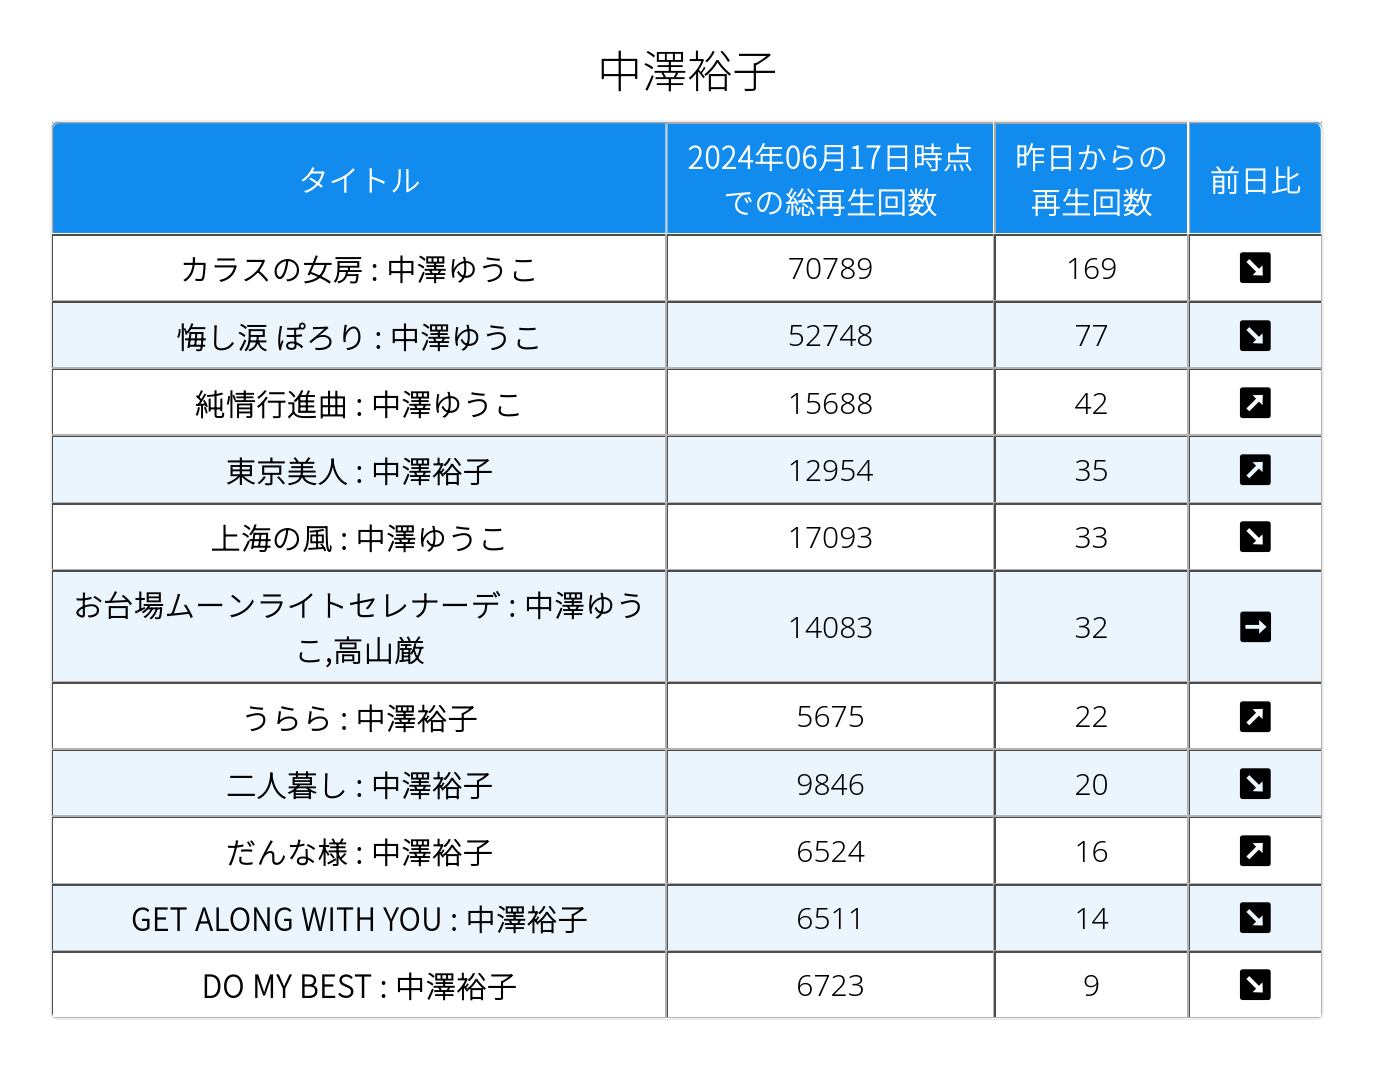 中澤裕子
タイトル
2024年06月17日時点
での総再生回数
昨日からの
再生回数
前日比
カラスの女房 : 中澤ゆうこ 70789 169 ↘
悔し涙 ぽろり : 中澤ゆうこ 52748 77 ↘
純情行進曲 : 中澤ゆうこ 15688 42 ↗
東京美人 : 中澤裕子 12954 35 ↗
上海の風 : 中澤ゆうこ 17093 33 ↘
お台場ムーンライトセレナーデ : 中澤ゆう
こ,高山厳 14083 32 →
うらら : 中澤裕子 5675 22 ↗
二人暮し : 中澤裕子 9846 20 ↘
だんな様 : 中澤裕子 6524 16 ↗
GET ALONG WITH YOU : 中澤裕子 6511 14 ↘
DO MY BEST : 中澤裕子 6723 9 ↘